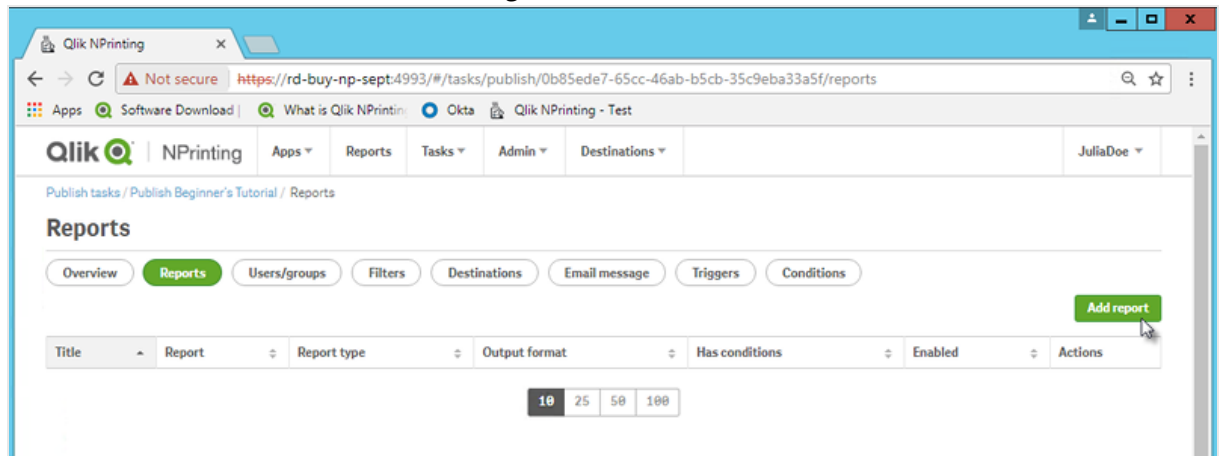 Qlik NPrinting
Not secure https://rd-buy-np-sept:4993/#/tasks/publish/0b85ede7-65cc-46ab-b5cb-35c9eba33a5f/reports
Apps Software Download | What is Qlik NPrinting Okta Qlik NPrinting - Test
Qlik NPrinting Apps Reports Tasks Admin Destinations JuliaDoe
Publish tasks / Publish Beginner's Tutorial / Reports
Reports
Overview Reports Users/groups Filters Destinations Email message Triggers Conditions
Add report
Title Report Report type Output format Has conditions Enabled Actions
10 25 50 100